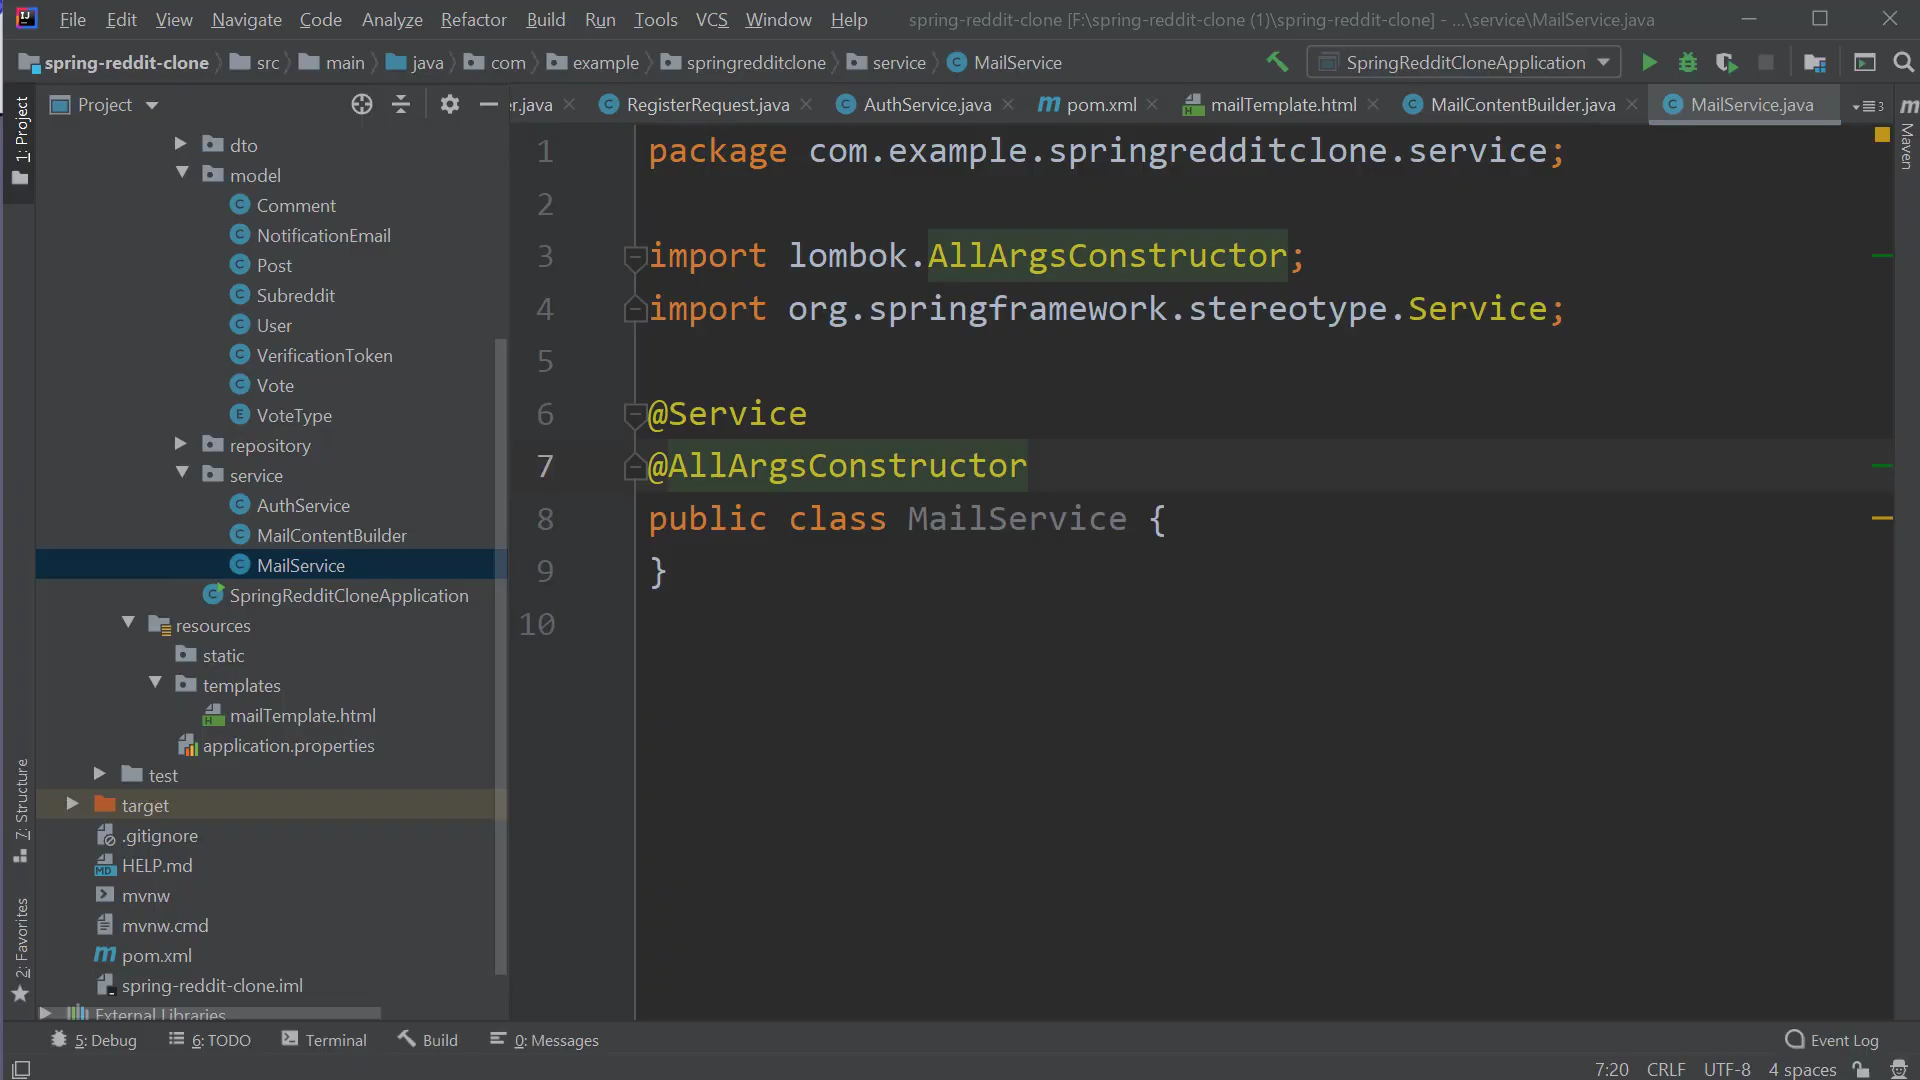 File Edit View Navigate Code Analyze Refactor Build Run Tools VCS Window Help spring-reddit-clone [F:\spring-reddit-clone (1)\spring-reddit-clone] - ...\service\MailService.java
spring-reddit-clone src main java com example springredditclone service MailService SpringRedditCloneApplication
Project er.java RegisterRequest.java AuthService.java pom.xml mailTemplate.html MailContentBuilder.java MailService.java 3
1: Project
Maven
dto
model
Comment
NotificationEmail
Post
Subreddit
User
VerificationToken
Vote
VoteType
repository
service
AuthService
MailContentBuilder
MailService
SpringRedditCloneApplication
resources
static
templates
mailTemplate.html
application.properties
test
target
.gitignore
HELP.md
mvnw
mvnw.cmd
pom.xml
spring-reddit-clone.iml
External Libraries
7: Structure
2: Favorites
1 package com.example.springredditclone.service;
2
3 import lombok.AllArgsConstructor;
4 import org.springframework.stereotype.Service;
5
6 @Service
7 @AllArgsConstructor
8 public class MailService {
9 }
10
5: Debug 6: TODO Terminal Build 0: Messages Event Log
7:20 CRLF UTF-8 4 spaces